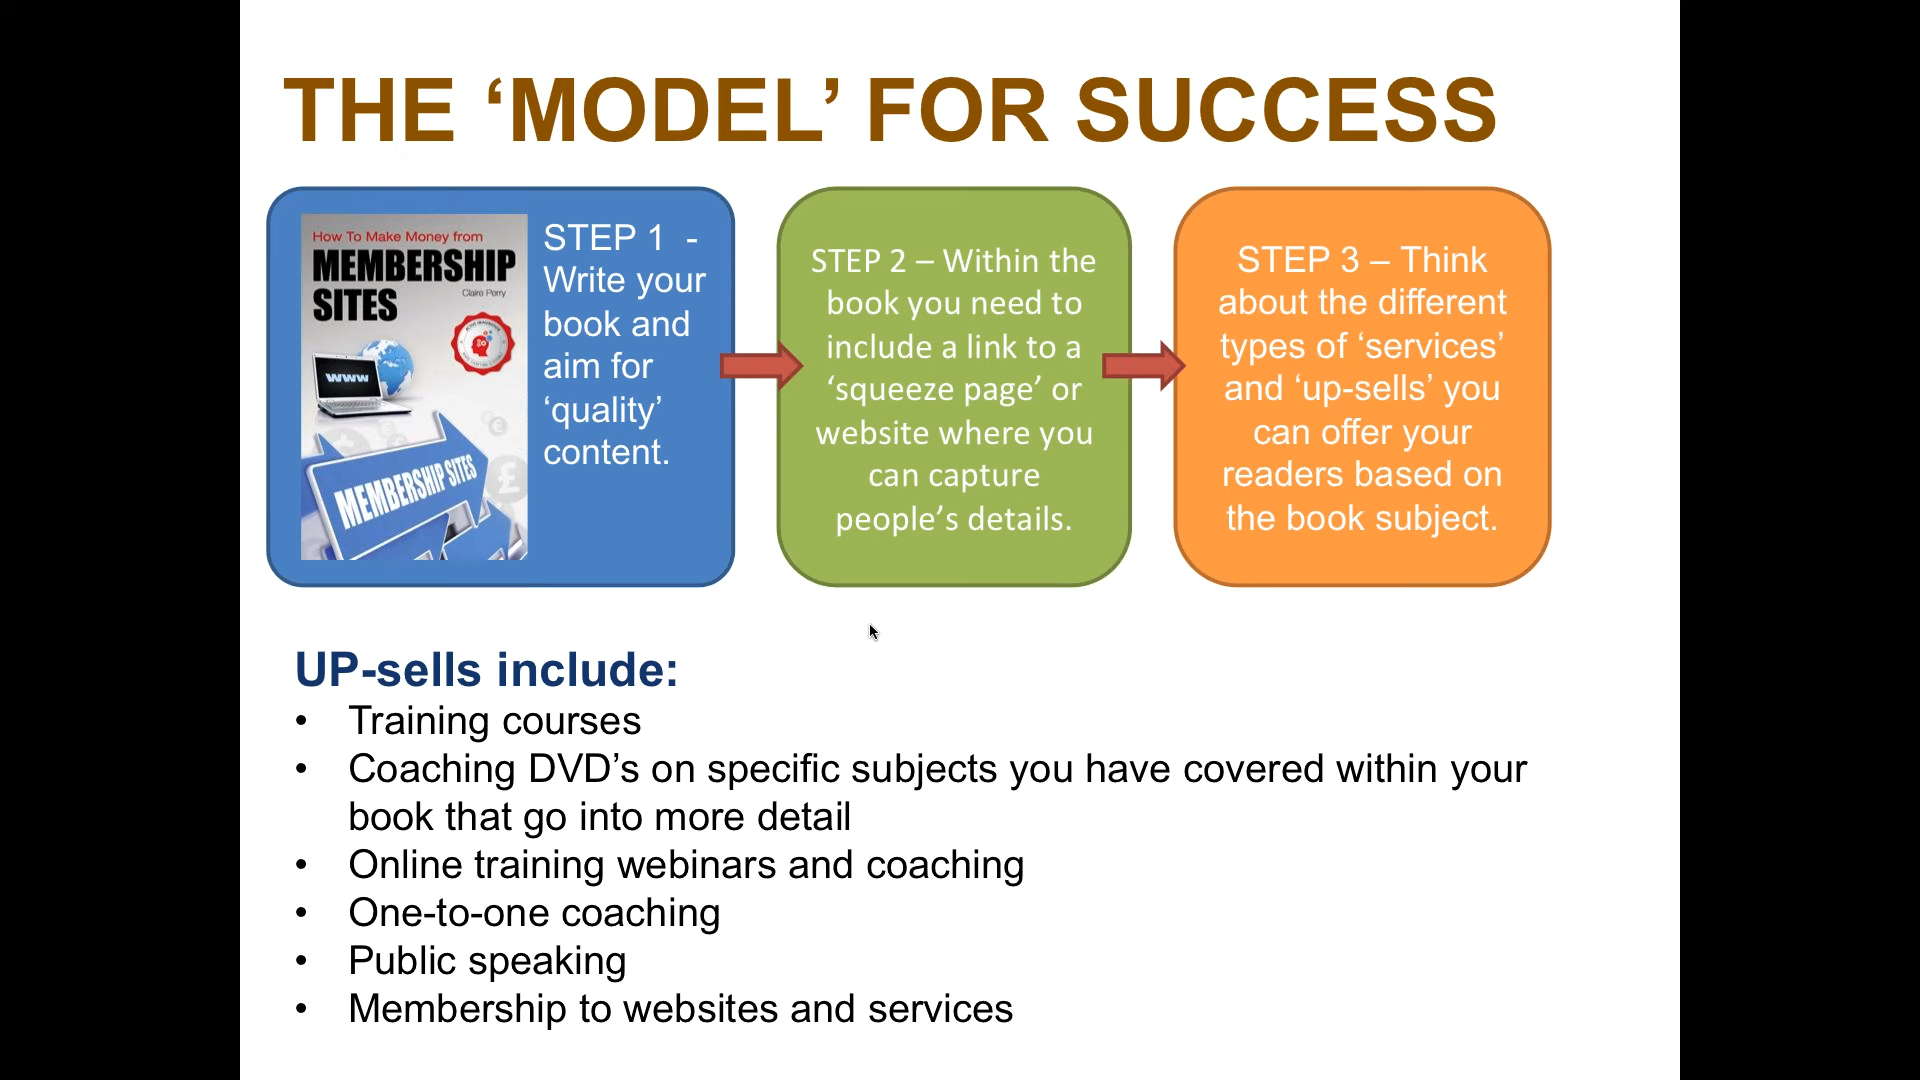 THE ‘MODEL’ FOR SUCCESS
How To Make Money from
MEMBERSHIP
SITES
Claire Perry
www
MEMBERSHIP SITES
STEP 1  -
Write your
book and
aim for
‘quality’
content.
STEP 2 – Within the
book you need to
include a link to a
‘squeeze page’ or
website where you
can capture
people’s details.
STEP 3 – Think
about the different
types of ‘services’
and ‘up-sells’ you
can offer your
readers based on
the book subject.
UP-sells include:
• Training courses
• Coaching DVD’s on specific subjects you have covered within your
book that go into more detail
• Online training webinars and coaching
• One-to-one coaching
• Public speaking
• Membership to websites and services